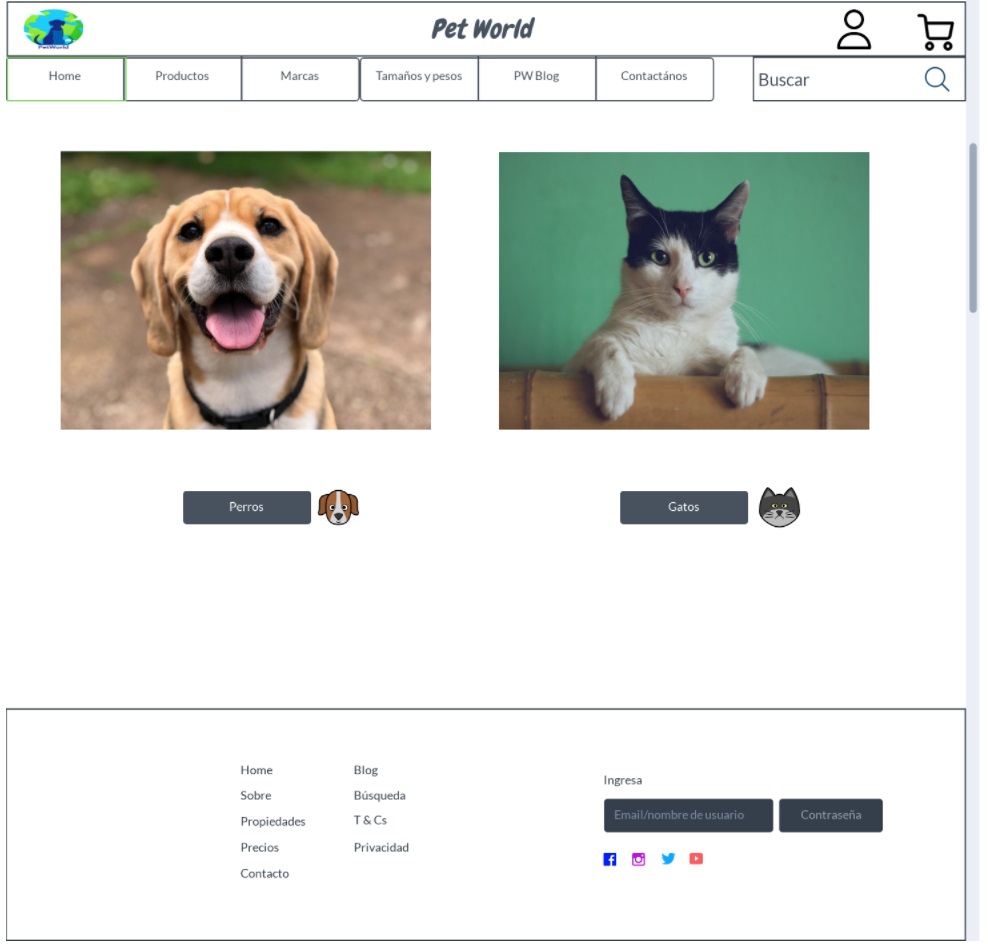 PetWorld
Pet World
Home
Productos
Marcas
Tamaños y pesos
PW Blog
Contactános
Buscar
Perros
Gatos
Home
Sobre
Propiedades
Precios
Contacto
Blog
Búsqueda
T & Cs
Privacidad
Ingresa
Email/nombre de usuario
Contraseña